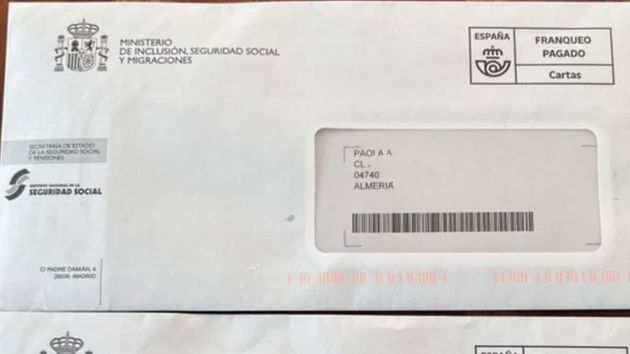 MINISTERIO
DE INCLUSIÓN, SEGURIDAD SOCIAL
Y MIGRACIONES
ESPAÑA
FRANQUEO
PAGADO
Cartas
SECRETARÍA DE ESTADO
DE LA SEGURIDAD SOCIAL
Y PENSIONES
INSTITUTO NACIONAL DE LA
SEGURIDAD SOCIAL
CL
04740
ALMERIA
C/ PADRE DAMIÁN, 4
28036 -MADRID